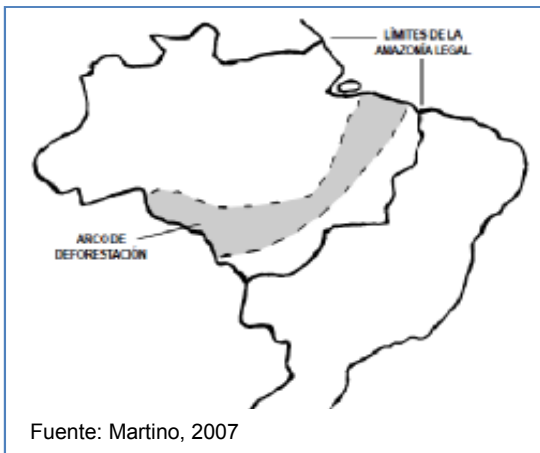 LÍMITES DE LA
AMAZONÍA LEGAL
ARCO DE
DEFORESTACIÓN
Fuente: Martino, 2007